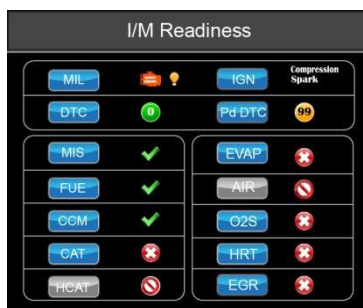 I/M Readiness
MIL
IGN
Compression
Spark
DTC
0
Pd DTC
99
MIS
EVAP
FUE
AIR
CCM
O2S
CAT
HRT
HCAT
EGR